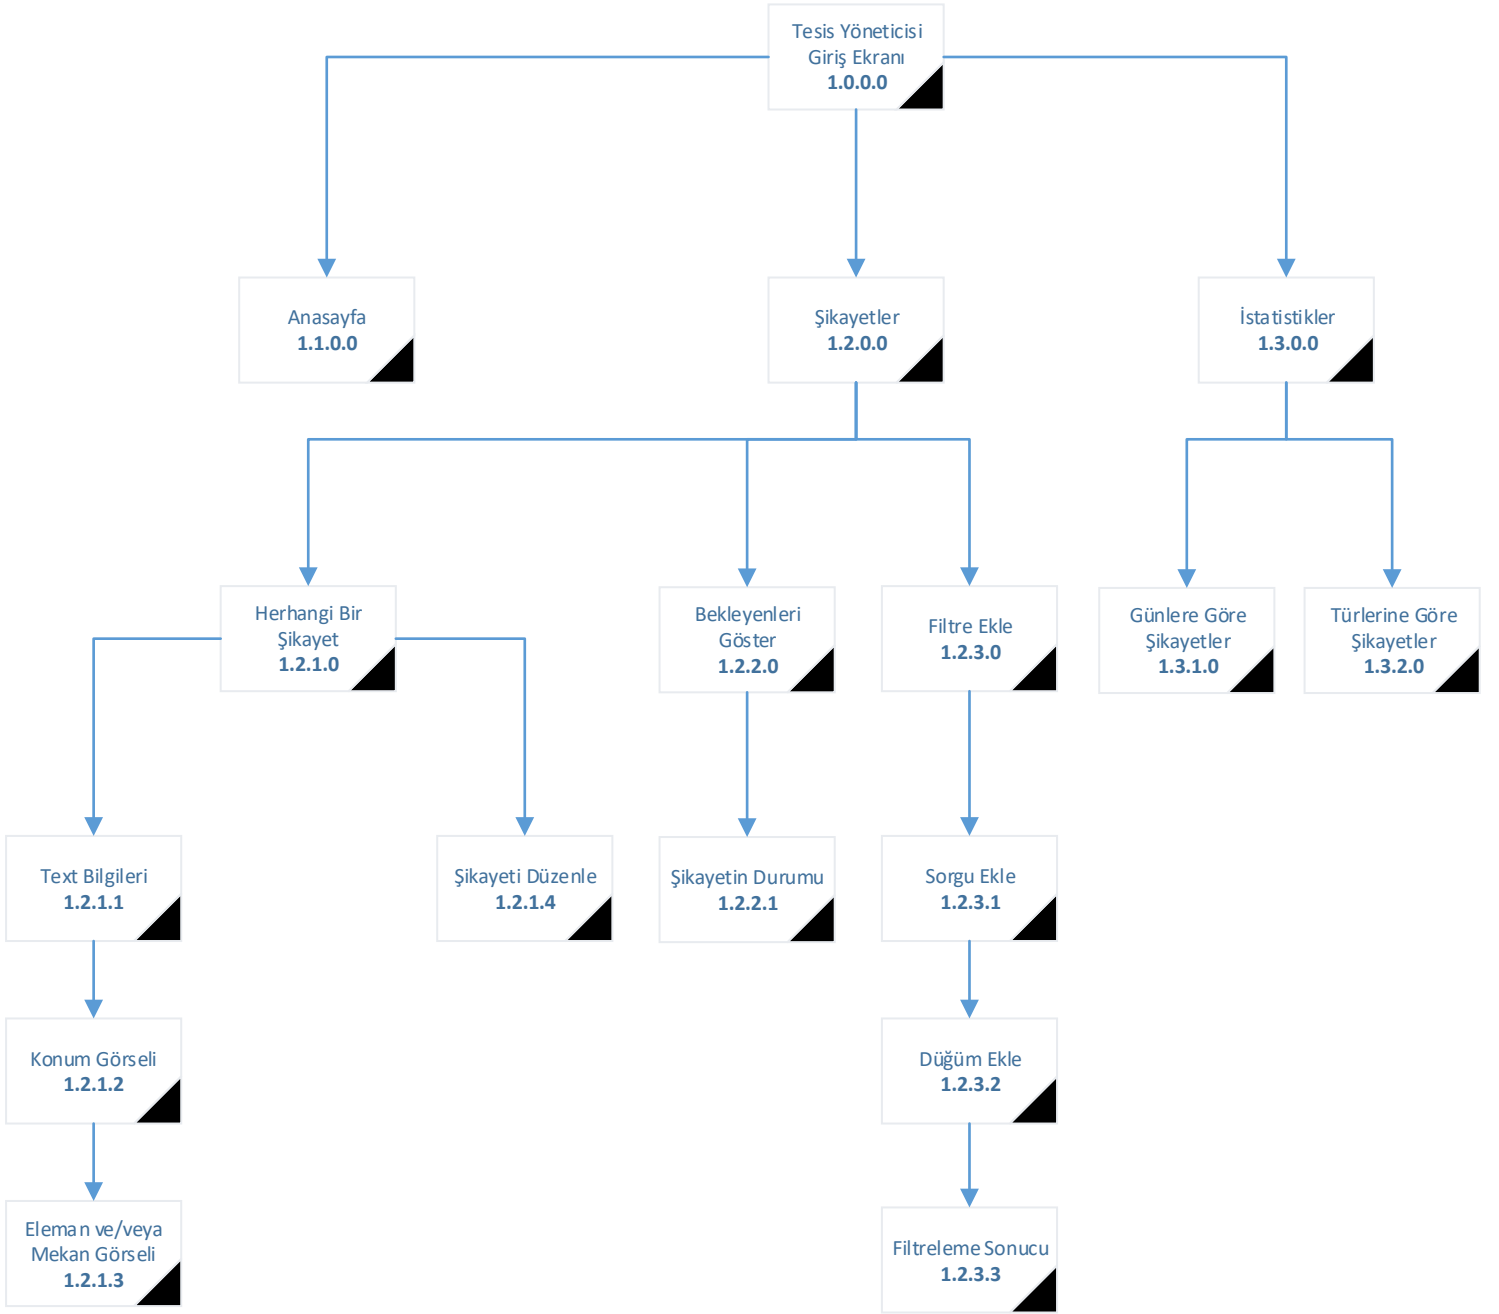 Tesis Yöneticisi
Giriş Ekranı
1.0.0.0
Anasayfa
1.1.0.0
Şikayetler
1.2.0.0
İstatistikler
1.3.0.0
Herhangi Bir
Şikayet
1.2.1.0
Bekleyenleri
Göster
1.2.2.0
Filtre Ekle
1.2.3.0
Günlere Göre
Şikayetler
1.3.1.0
Türlerine Göre
Şikayetler
1.3.2.0
Text Bilgileri
1.2.1.1
Şikayeti Düzenle
1.2.1.4
Şikayetin Durumu
1.2.2.1
Sorgu Ekle
1.2.3.1
Konum Görseli
1.2.1.2
Düğüm Ekle
1.2.3.2
Eleman ve/veya
Mekan Görseli
1.2.1.3
Filtreleme Sonucu
1.2.3.3